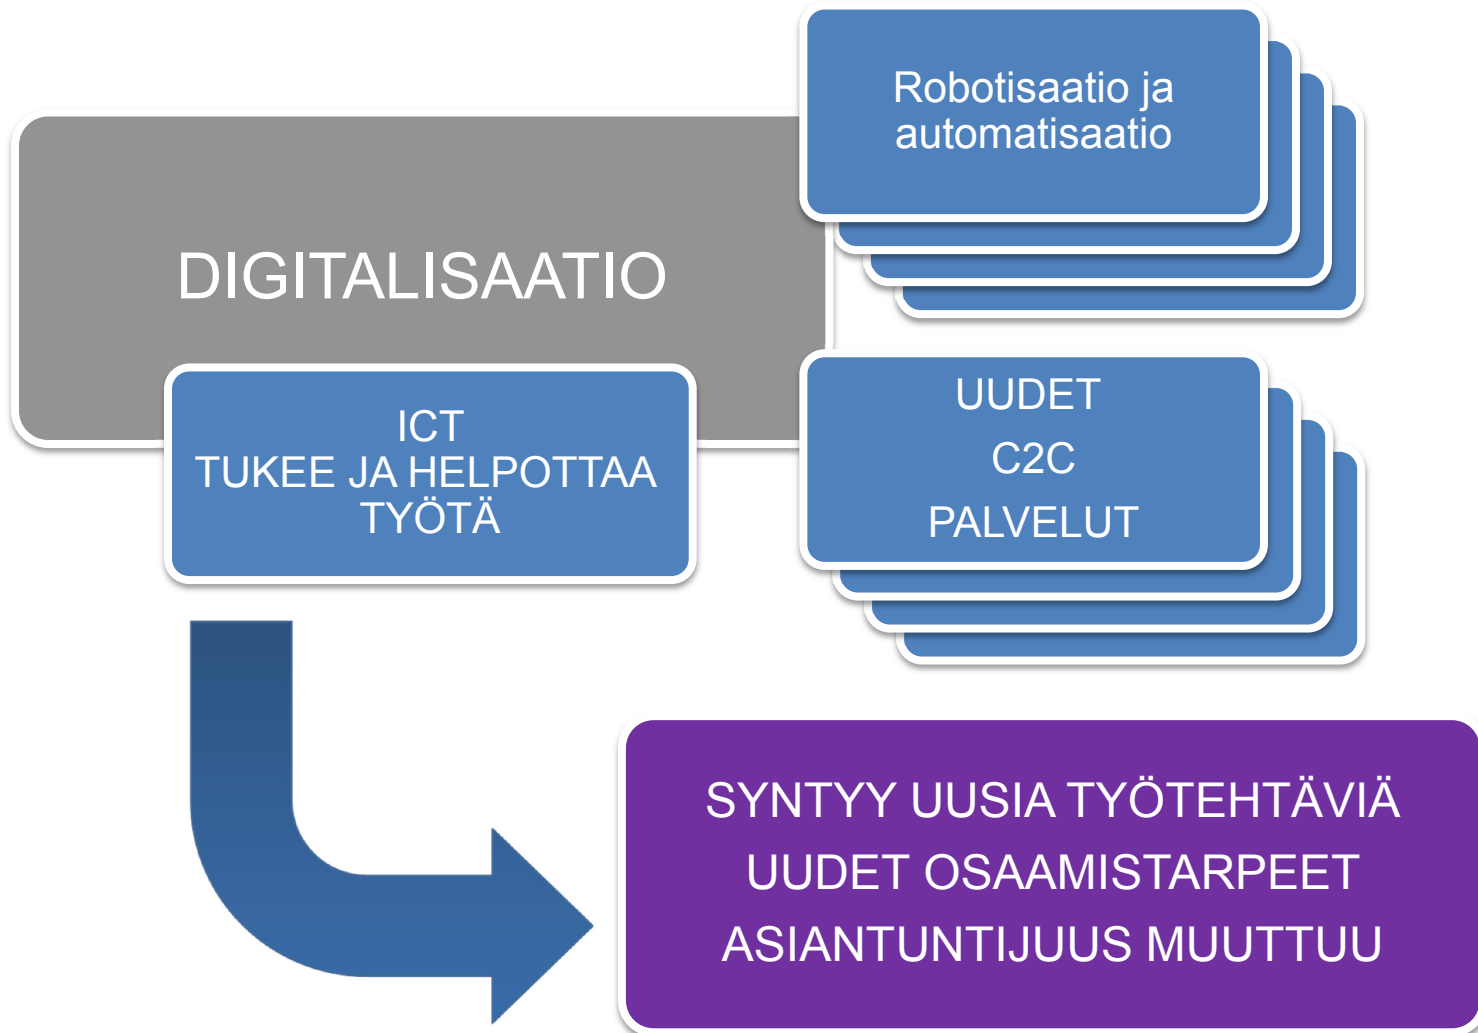 Robotisaatio ja
automatisaatio
DIGITALISAATIO
ICT
TUKEE JA HELPOTTAA
TYÖTÄ
UUDET
C2C
PALVELUT
SYNTYY UUSIA TYÖTEHTÄVIÄ
UUDET OSAAMISTARPEET
ASIANTUNTIJUUS MUUTTUU